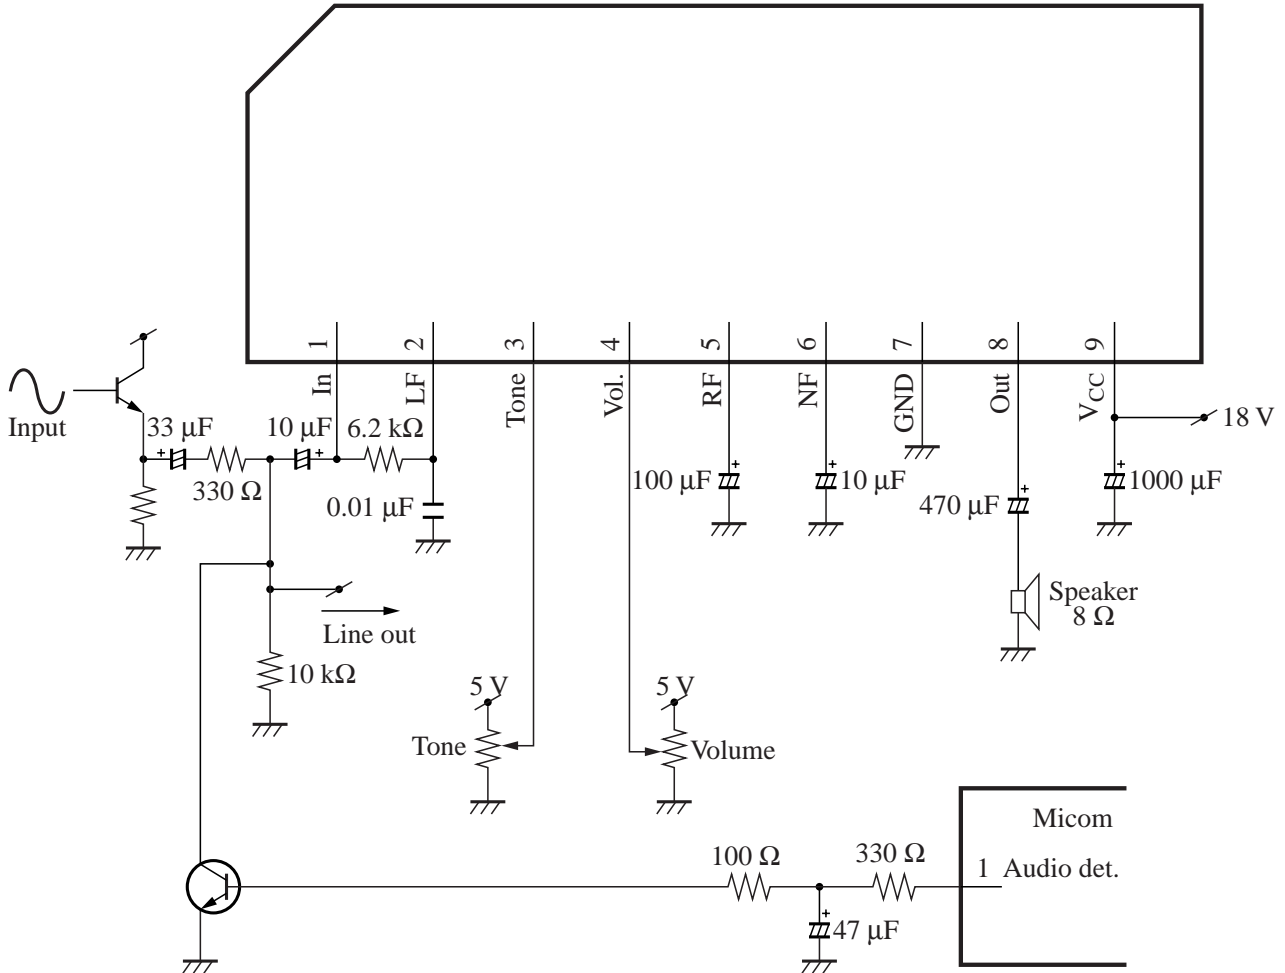 1
2
3
4
5
6
7
8
9
In
LF
Tone
Vol.
RF
NF
GND
Out
VCC
18 V
Input
33 μF
10 μF
6.2 kΩ
330 Ω
0.01 μF
100 μF
10 μF
470 μF
1000 μF
Speaker
8 Ω
Line out
10 kΩ
5 V
5 V
Tone
Volume
Micom
100 Ω
330 Ω
1 Audio det.
47 μF